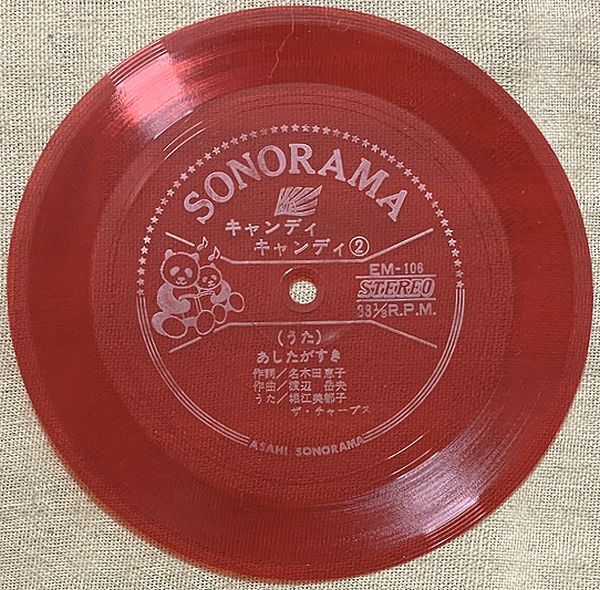 SONORAMA
キャンディ
キャンディ②
EM-106
STEREO
33⅓R.P.M.
(うた)
あしたがすき
作詞/名木田恵子
作曲/渡辺 岳夫
うた/堀江美都子
ザ・チャープス
ASAHI SONORAMA